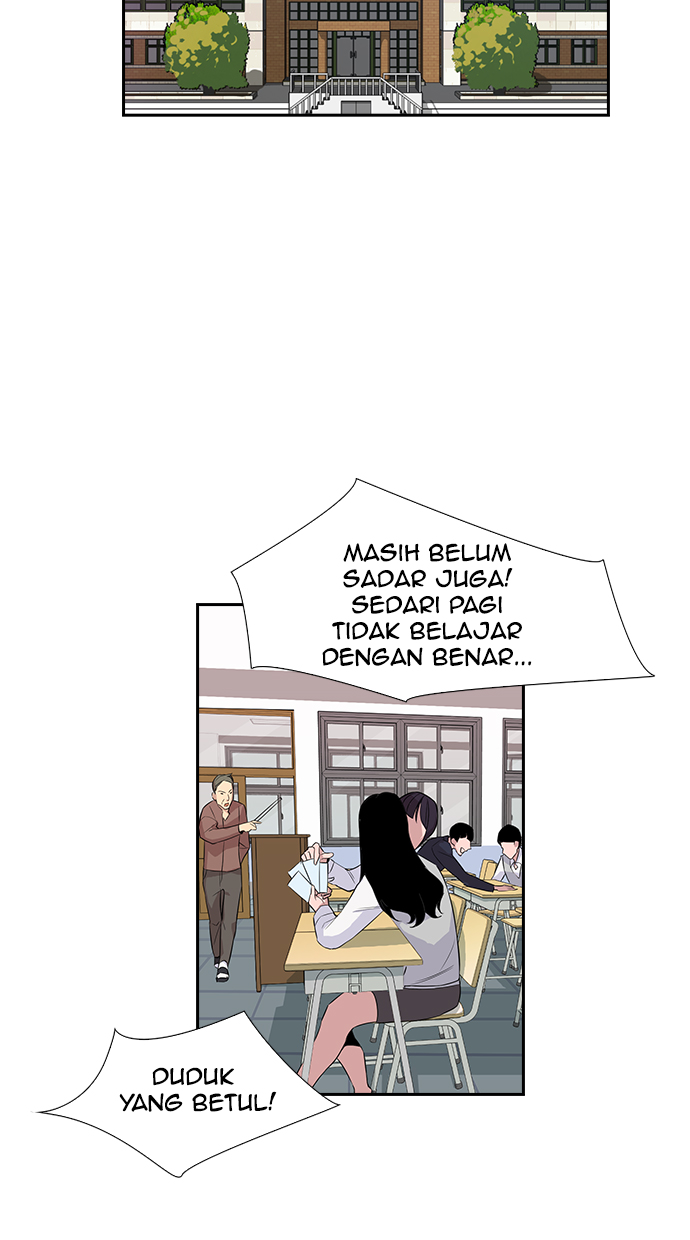 MASIH BELUM
SADAR JUGA!
SEDARI PAGI
TIDAK BELAJAR
DENGAN BENAR...
DUDUK
YANG BETUL!